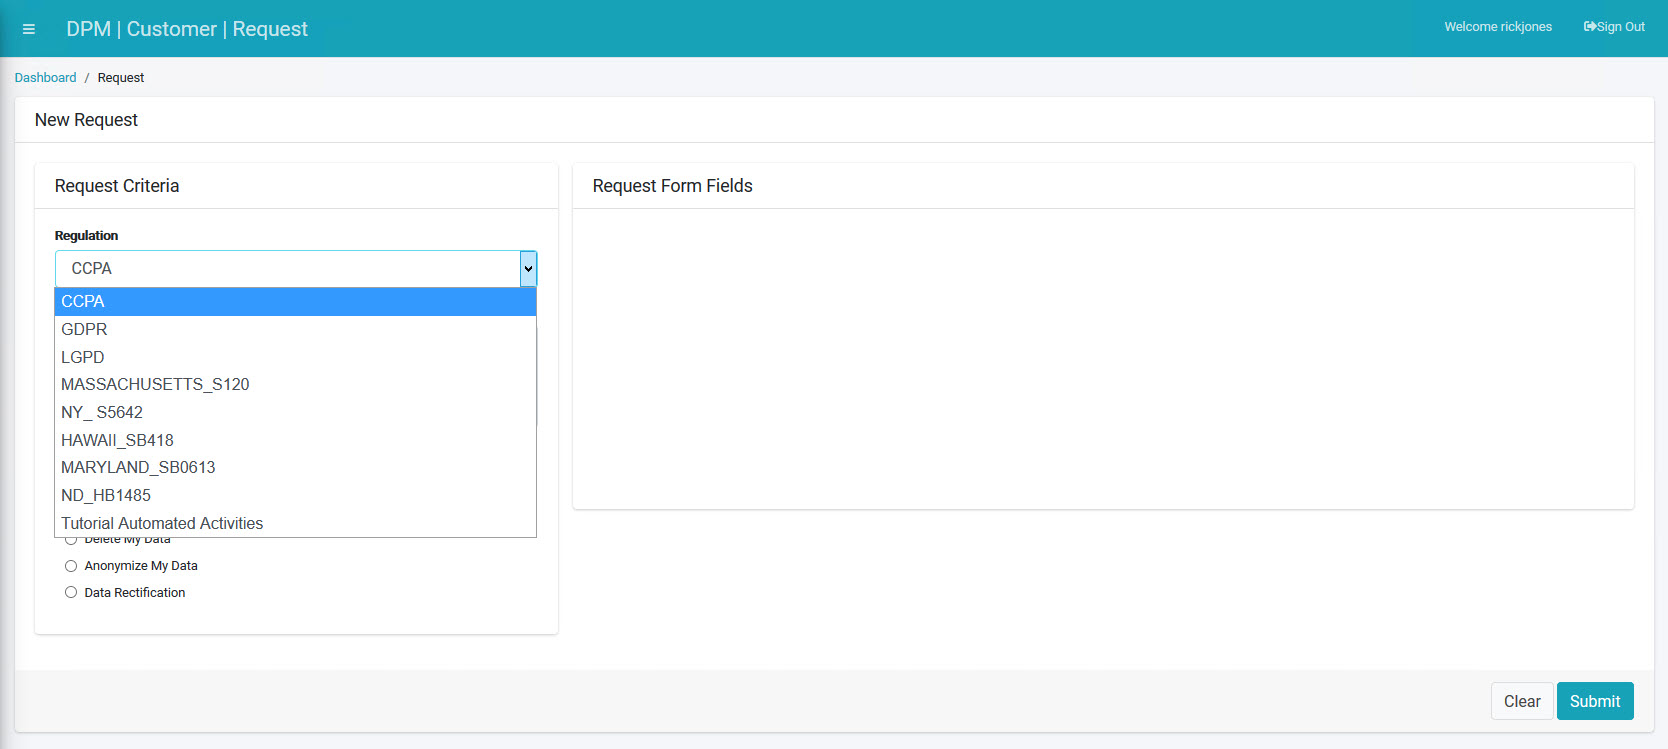 DPM | Customer | Request
Welcome rickjones
Sign Out
Dashboard / Request
New Request
Request Criteria
Request Form Fields
Regulation
CCPA
CCPA
GDPR
LGPD
MASSACHUSETTS_S120
NY_ S5642
HAWAII_SB418
MARYLAND_SB0613
ND_HB1485
Tutorial Automated Activities
Delete My Data
Anonymize My Data
Data Rectification
Clear
Submit